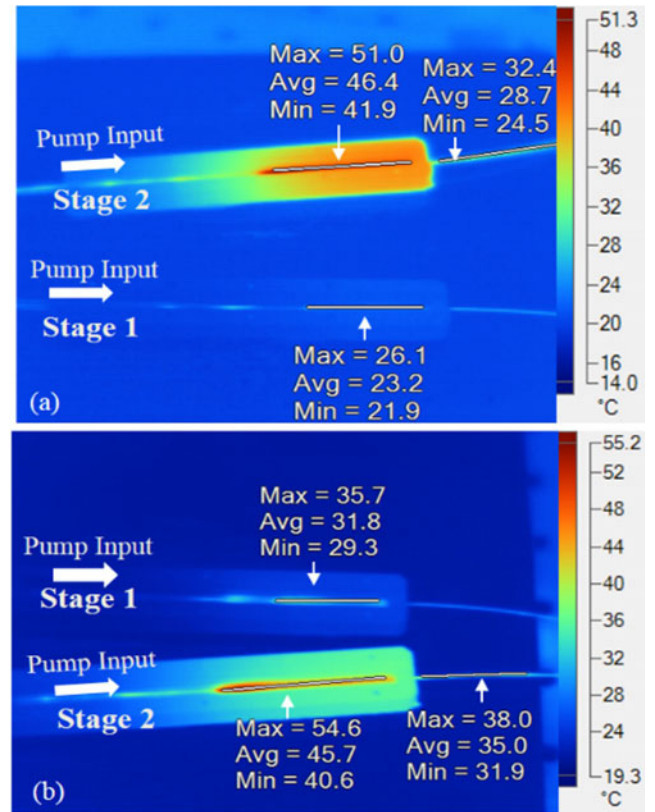 Max = 51.0
Avg = 46.4
Min = 41.9
Max = 32.4
Avg = 28.7
Min = 24.5
Pump Input
Stage 2
Pump Input
Stage 1
Max = 26.1
Avg = 23.2
Min = 21.9
(a)
51.3
48
44
40
36
32
28
24
20
16
14.0
°C
Max = 35.7
Avg = 31.8
Min = 29.3
Pump Input
Stage 1
Pump Input
Stage 2
Max = 54.6
Avg = 45.7
Min = 40.6
Max = 38.0
Avg = 35.0
Min = 31.9
(b)
55.2
52
48
44
40
36
32
28
24
19.3
°C